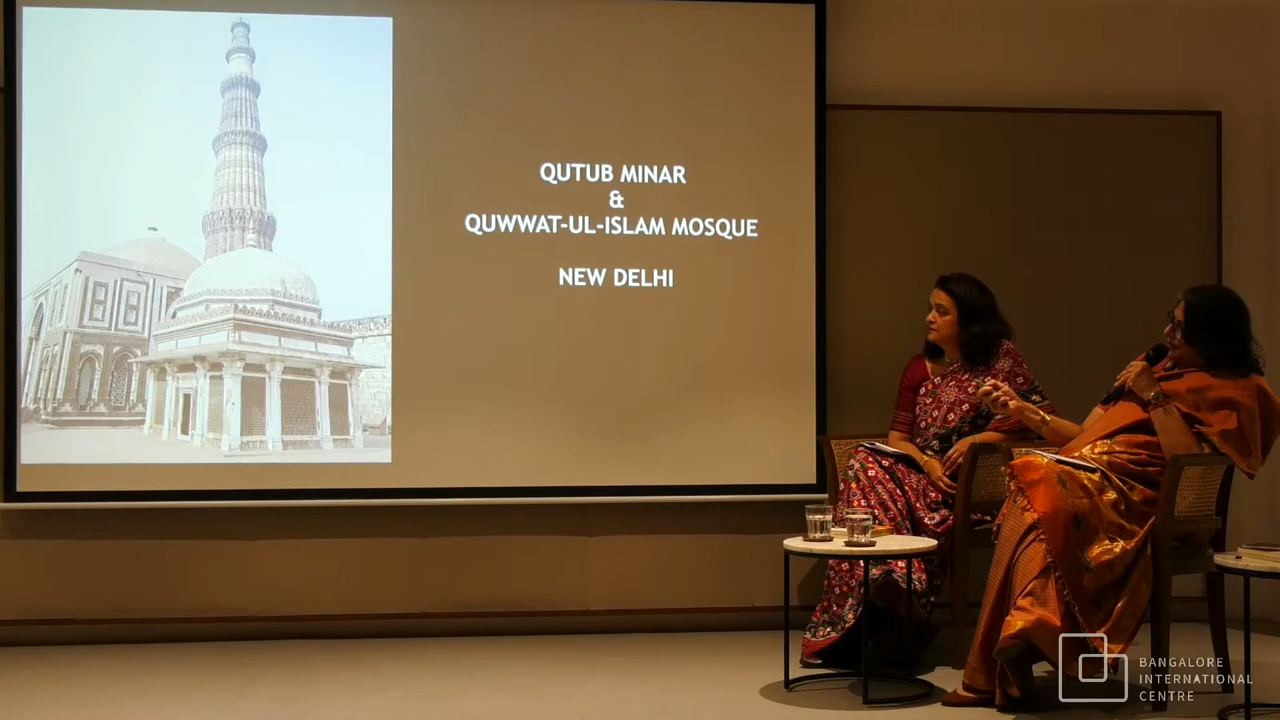 QUTUB MINAR
&
QUWWAT-UL-ISLAM MOSQUE
NEW DELHI
BANGALORE
INTERNATIONAL
CENTRE